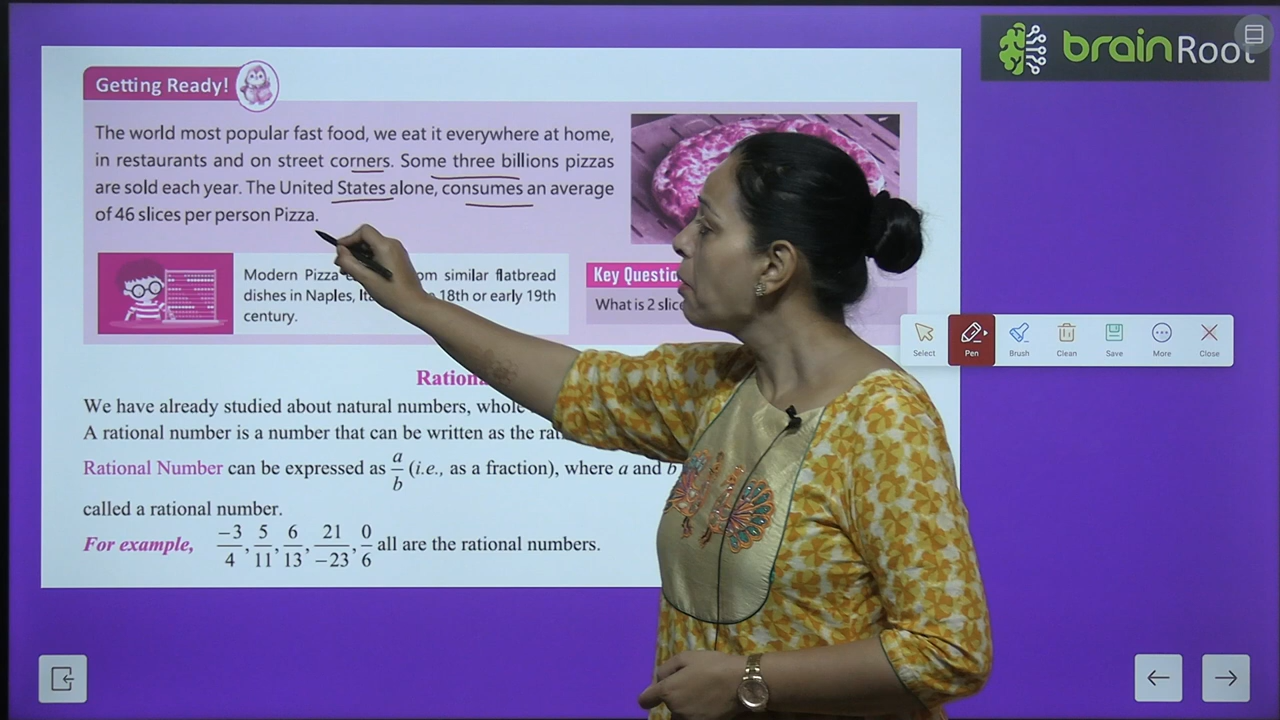 brainRoot
Getting Ready!
The world most popular fast food, we eat it everywhere at home,
in restaurants and on street corners. Some three billions pizzas
are sold each year. The United States alone, consumes an average
of 46 slices per person Pizza.
Modern Pizza om similar flatbread
dishes in Naples, 18th or early 19th
century.
Key
What is 2
Select
Pen
Brush
Clean
Save
More
Close
We have already studied about natural numbers, whole
A rational number is a number that can be written as the
Rational Number can be expressed as a/b (i.e., as a fraction), where a and b
called a rational number.
For example, −3/4, 5/11, 6/13, 21/−23, 0/6 all are the rational numbers.